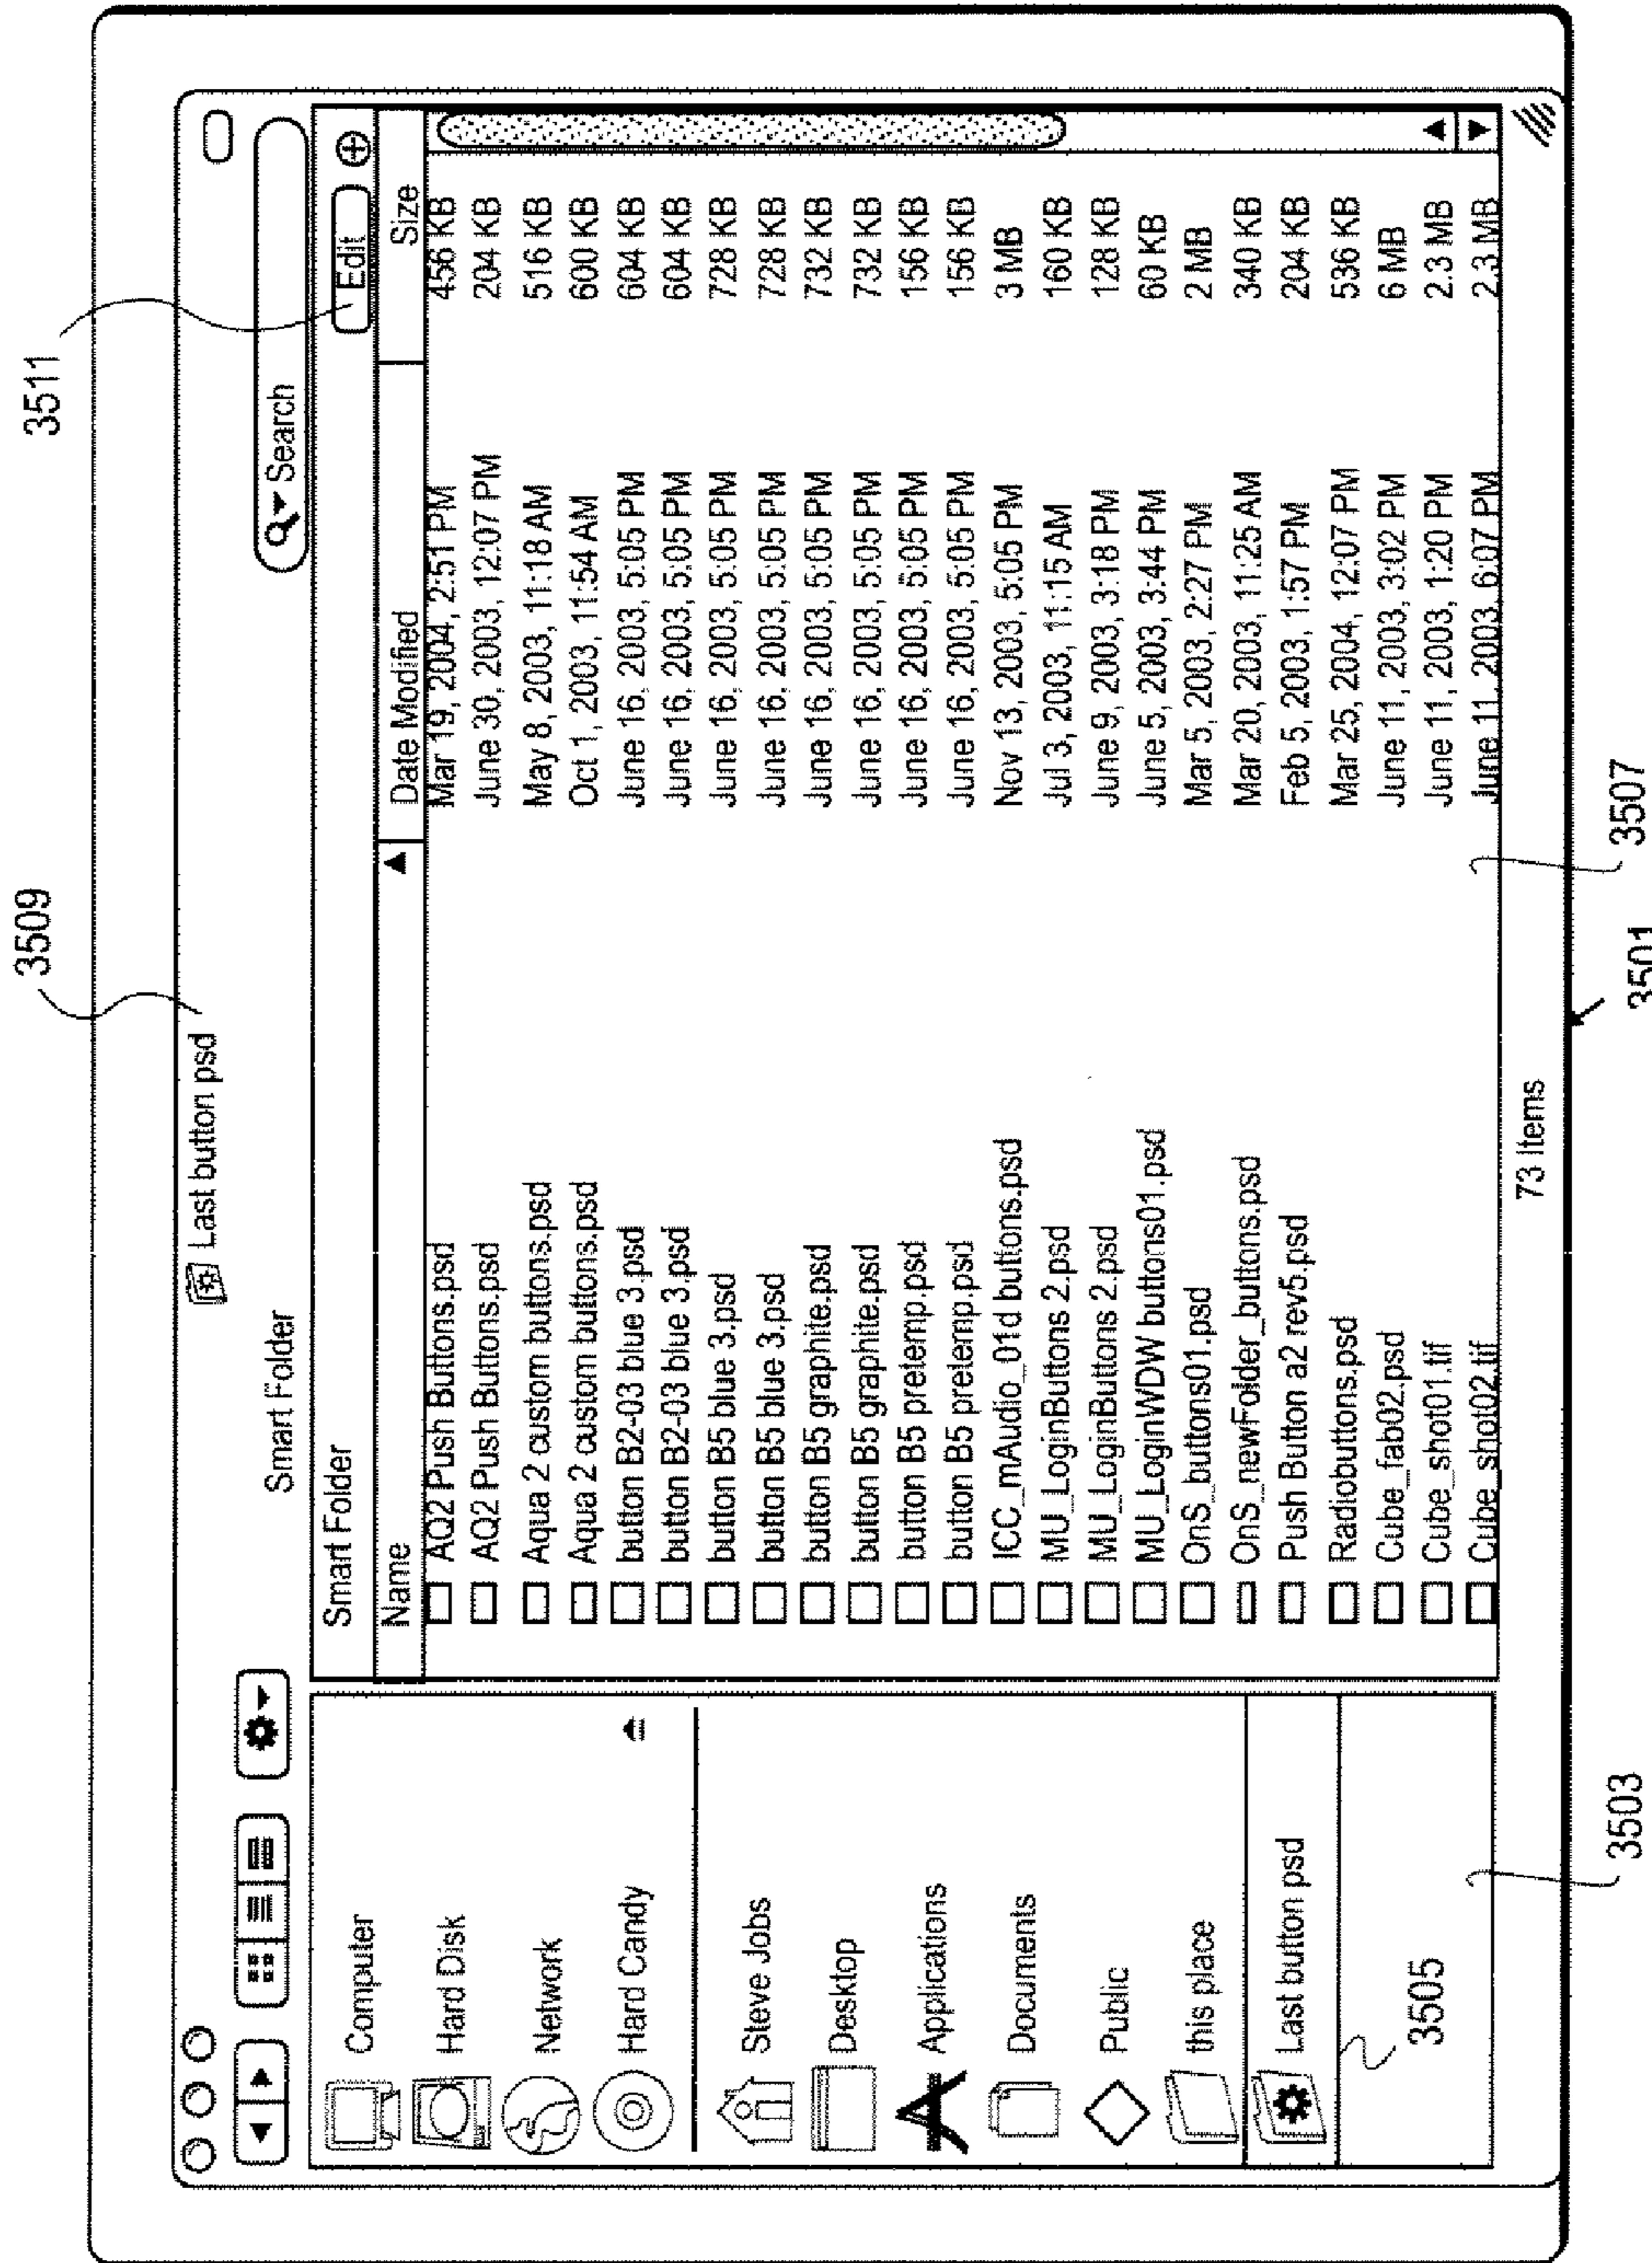 3509
3511
Last button psd
Smart Folder
Search
Computer
Hard Disk
Network
Hard Candy
Steve Jobs
Desktop
Applications
Documents
Public
this place
Last button psd
3505
Smart Folder Edit
Name Date Modified Size
AQ2 Push Buttons.psd Mar 19, 2004, 2:51 PM 456 KB
AQ2 Push Buttons.psd June 30, 2003, 12:07 PM 204 KB
Aqua 2 custom buttons.psd May 8, 2003, 11:18 AM 516 KB
Aqua 2 custom buttons.psd Oct 1, 2003, 11:54 AM 600 KB
button B2-03 blue 3.psd June 16, 2003, 5:05 PM 604 KB
button B2-03 blue 3.psd June 16, 2003, 5:05 PM 604 KB
button B5 blue 3.psd June 16, 2003, 5:05 PM 728 KB
button B5 blue 3.psd June 16, 2003, 5:05 PM 728 KB
button B5 graphite.psd June 16, 2003, 5:05 PM 732 KB
button B5 graphite.psd June 16, 2003, 5:05 PM 732 KB
button B5 pretemp.psd June 16, 2003, 5:05 PM 156 KB
button B5 pretemp.psd June 16, 2003, 5:05 PM 156 KB
ICC_mAudio_01d buttons.psd Nov 13, 2003, 5:05 PM 3 MB
MU_LoginButtons 2.psd Jul 3, 2003, 11:15 AM 160 KB
MU_LoginButtons 2.psd June 9, 2003, 3:18 PM 128 KB
MU_LoginWDW buttons01.psd June 5, 2003, 3:44 PM 60 KB
OnS_buttons01.psd Mar 5, 2003, 2:27 PM 2 MB
OnS_newFolder_buttons.psd Mar 20, 2003, 11:25 AM 340 KB
Push Button a2 rev5.psd Feb 5, 2003, 1:57 PM 204 KB
Radiobuttons.psd Mar 25, 2004, 12:07 PM 536 KB
Cube_fab02.psd June 11, 2003, 3:02 PM 6 MB
Cube_shot01.tif June 11, 2003, 1:20 PM 2.3 MB
Cube_shot02.tif June 11, 2003, 6:07 PM 2.3 MB
73 Items
3503
3501
3507